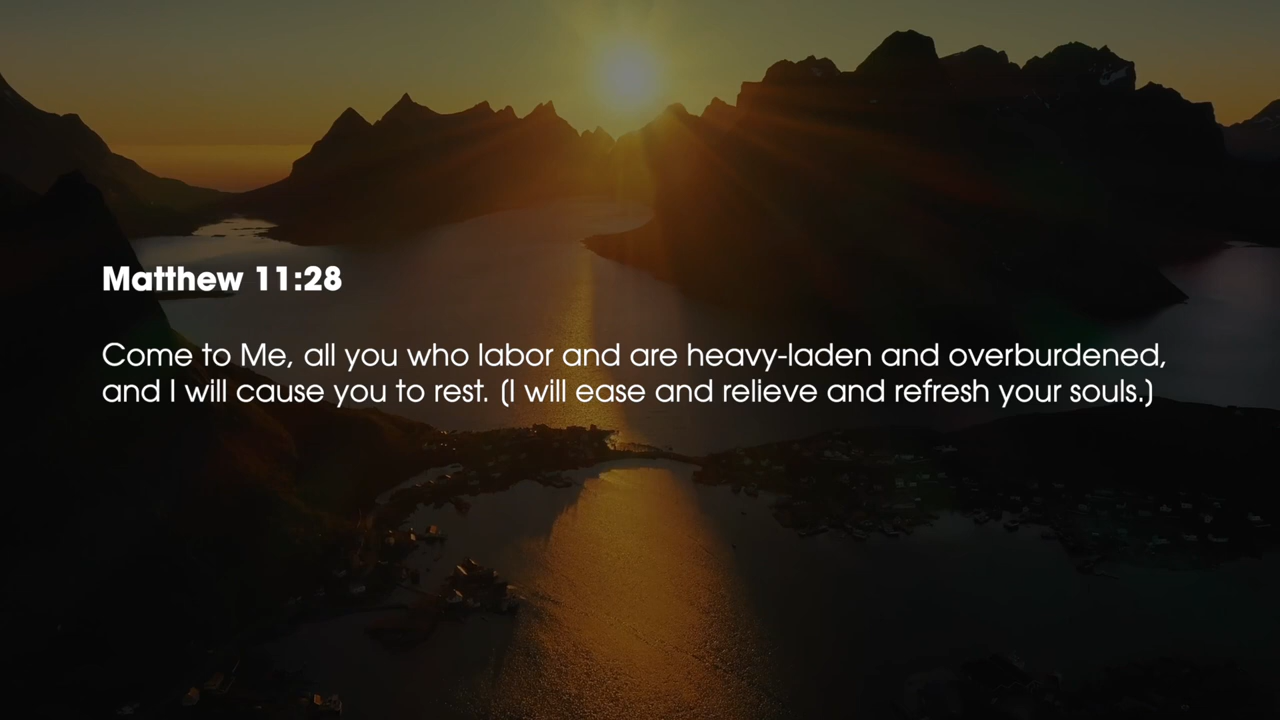 Matthew 11:28
Come to Me, all you who labor and are heavy-laden and overburdened,
and I will cause you to rest. (I will ease and relieve and refresh your souls.)